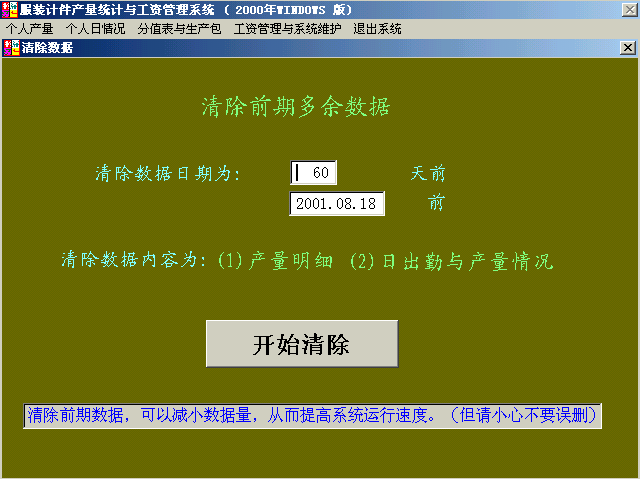 服装计件产量统计与工资管理系统 ( 2000年WINDOWS 版)
个人产量 个人日情况 分值表与生产包 工资管理与系统维护 退出系统
清除数据
清除前期多余数据
清除数据日期为: 60 天前
2001.08.18 前
清除数据内容为: (1)产量明细 (2)日出勤与产量情况
开始清除
清除前期数据，可以减小数据量，从而提高系统运行速度。（但请小心不要误删）